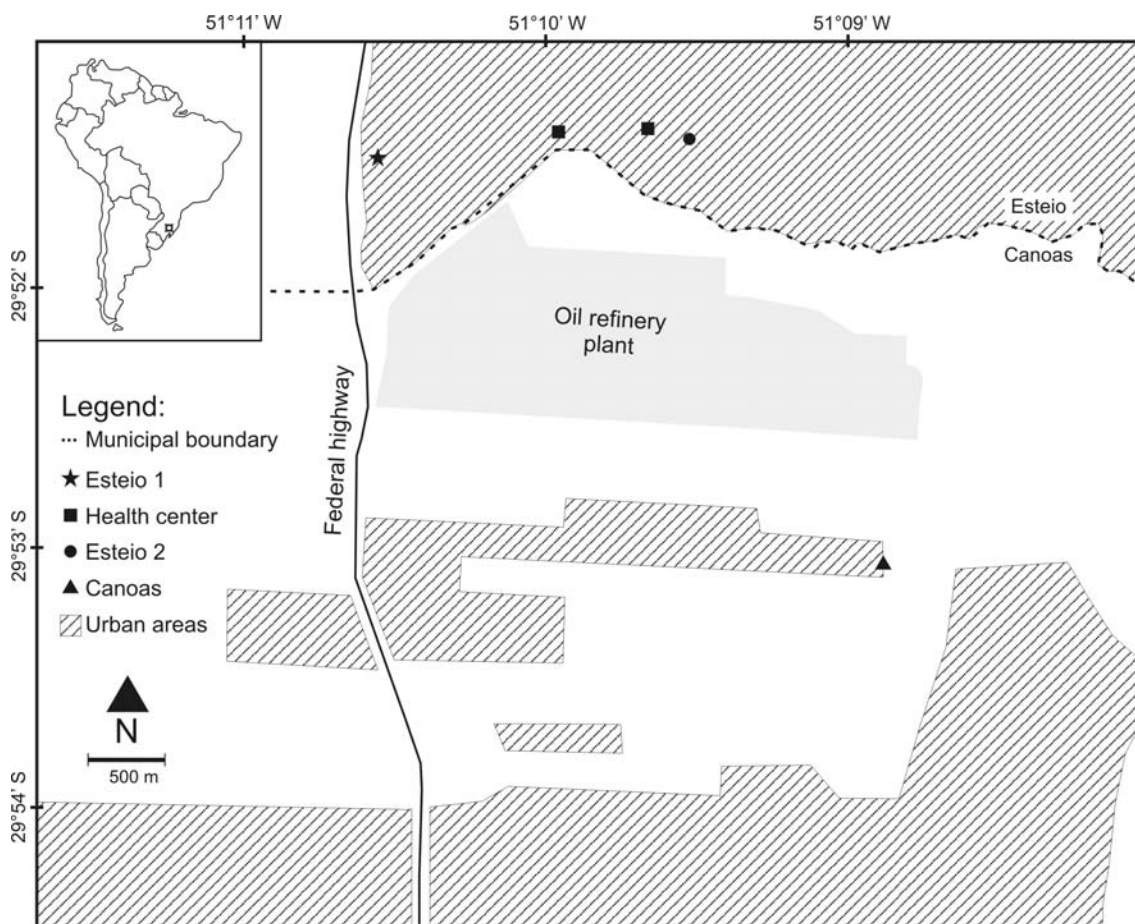 51°11’ W
51°10’ W
51°09’ W
29°52’ S
29°53’ S
29°54’ S
Esteio
Canoas
Oil refinery
plant
Federal highway
Legend:
Municipal boundary
Esteio 1
Health center
Esteio 2
Canoas
Urban areas
N
500 m